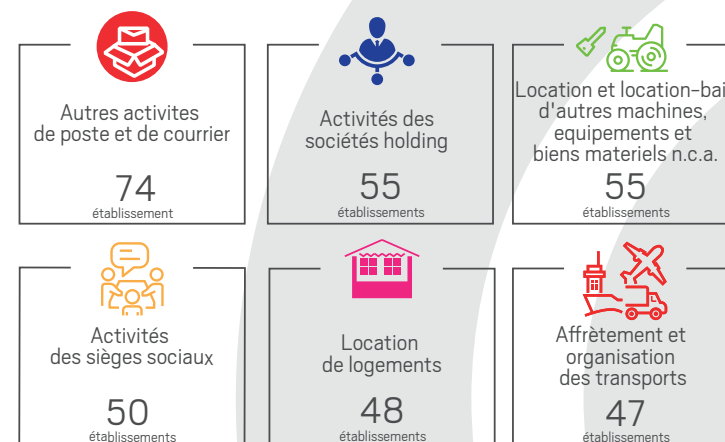 Autres activites
de poste et de courrier
74
établissement
Activités des
sociétés holding
55
établissements
Location et location-bai
d'autres machines,
equipements et
biens materiels n.c.a.
55
établissements
Activités
des sièges sociaux
50
établissements
Location
de logements
48
établissements
Affrètement et
organisation
des transports
47
établissements